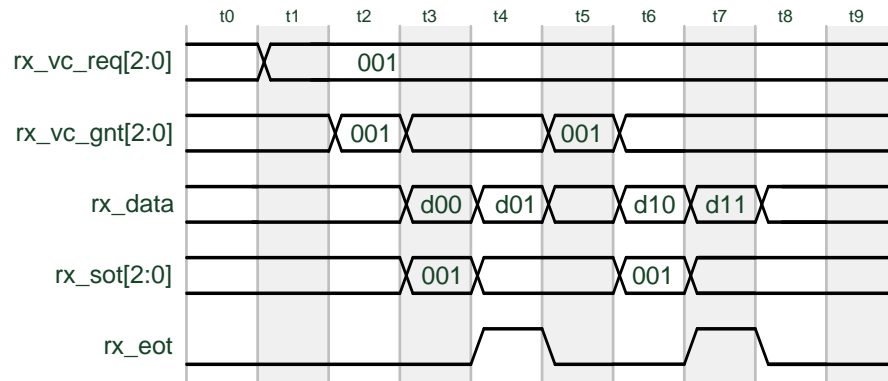 t0 t1 t2 t3 t4 t5 t6 t7 t8 t9
rx_vc_req[2:0] 001
rx_vc_gnt[2:0] 001 001
rx_data d00 d01 d10 d11
rx_sot[2:0] 001 001
rx_eot